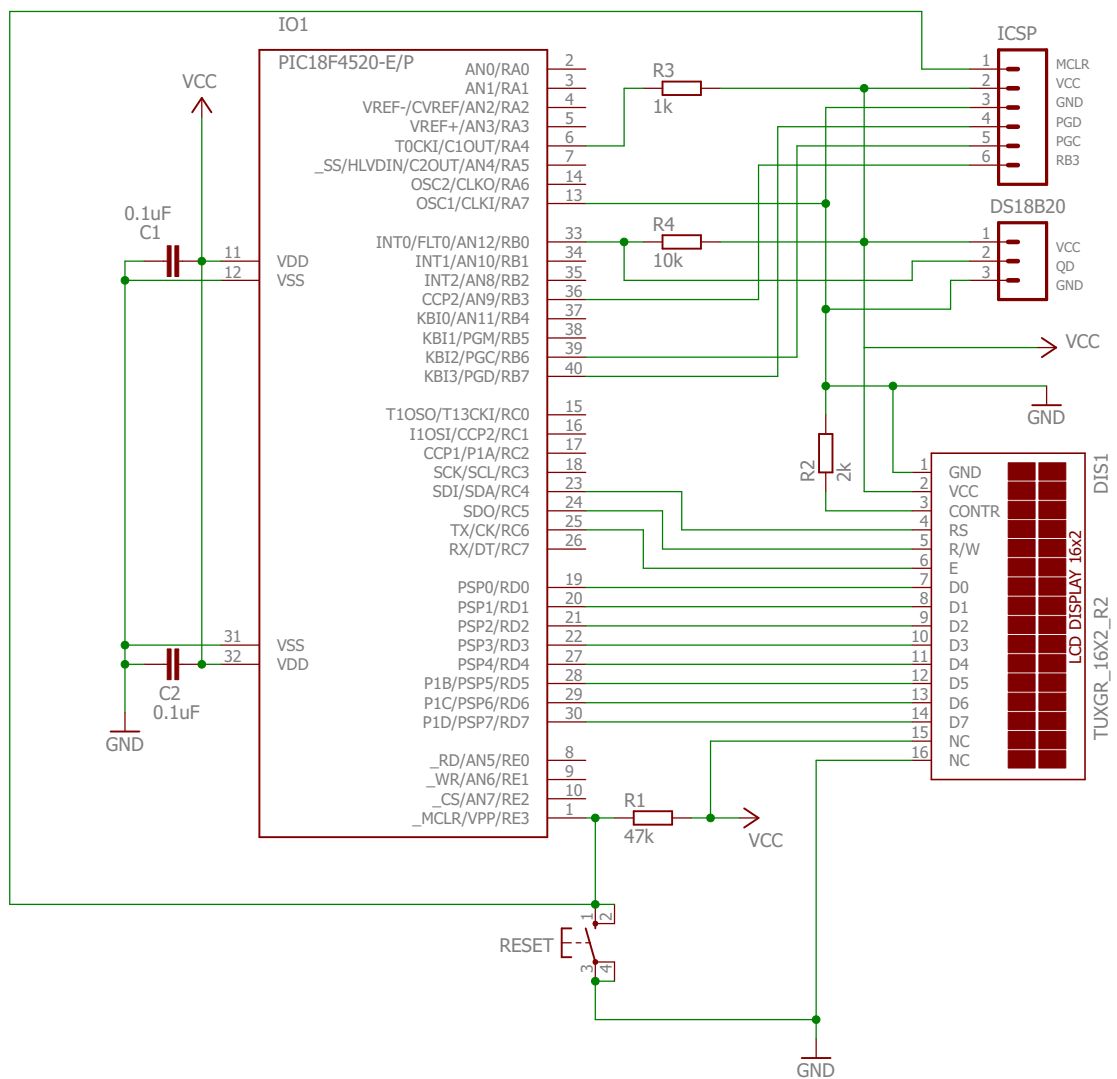 IO1
PIC18F4520-E/P
AN0/RA0 2
AN1/RA1 3
VREF-/CVREF/AN2/RA2 4
VREF+/AN3/RA3 5
T0CKI/C1OUT/RA4 6
_SS/HLVDIN/C2OUT/AN4/RA5 7
OSC2/CLKO/RA6 14
OSC1/CLKI/RA7 13
INT0/FLT0/AN12/RB0 33
INT1/AN10/RB1 34
INT2/AN8/RB2 35
CCP2/AN9/RB3 36
KBI0/AN11/RB4 37
KBI1/PGM/RB5 38
KBI2/PGC/RB6 39
KBI3/PGD/RB7 40
T1OSO/T13CKI/RC0 15
I1OSI/CCP2/RC1 16
CCP1/P1A/RC2 17
SCK/SCL/RC3 18
SDI/SDA/RC4 23
SDO/RC5 24
TX/CK/RC6 25
RX/DT/RC7 26
PSP0/RD0 19
PSP1/RD1 20
PSP2/RD2 21
PSP3/RD3 22
PSP4/RD4 27
P1B/PSP5/RD5 28
P1C/PSP6/RD6 29
P1D/PSP7/RD7 30
_RD/AN5/RE0 8
_WR/AN6/RE1 9
_CS/AN7/RE2 10
_MCLR/VPP/RE3 1
11 VDD
12 VSS
31 VSS
32 VDD
VCC
0.1uF
C1
C2
0.1uF
GND
R3
1k
R4
10k
R2
2k
R1
47k
VCC
ICSP
1 MCLR
2 VCC
3 GND
4 PGD
5 PGC
6 RB3
DS18B20
1 VCC
2 QD
3 GND
VCC
GND
DIS1
1 GND
2 VCC
3 CONTR
4 RS
5 R/W
6 E
7 D0
8 D1
9 D2
10 D3
11 D4
12 D5
13 D6
14 D7
15 NC
16 NC
LCD DISPLAY 16x2
TUXGR_16X2_R2
RESET
1
2
3
4
GND